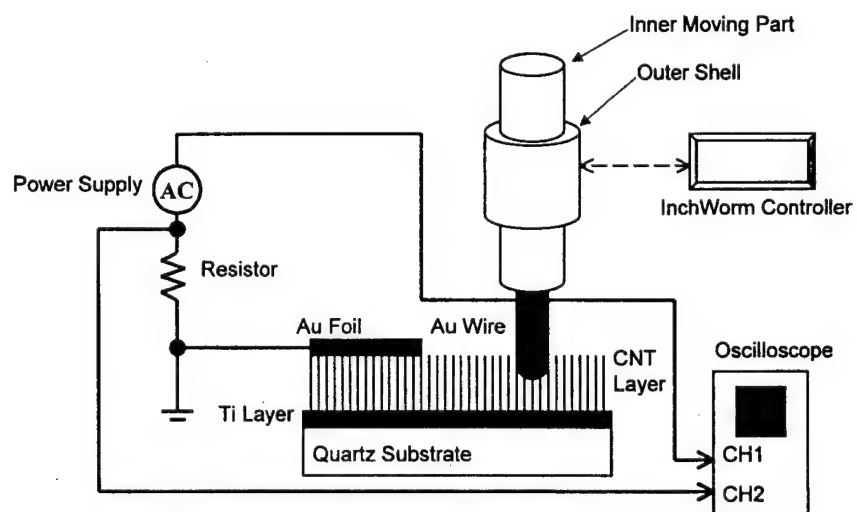 Inner Moving Part
Outer Shell
Power Supply
AC
InchWorm Controller
Resistor
Au Foil
Au Wire
CNT
Layer
Oscilloscope
Ti Layer
Quartz Substrate
CH1
CH2